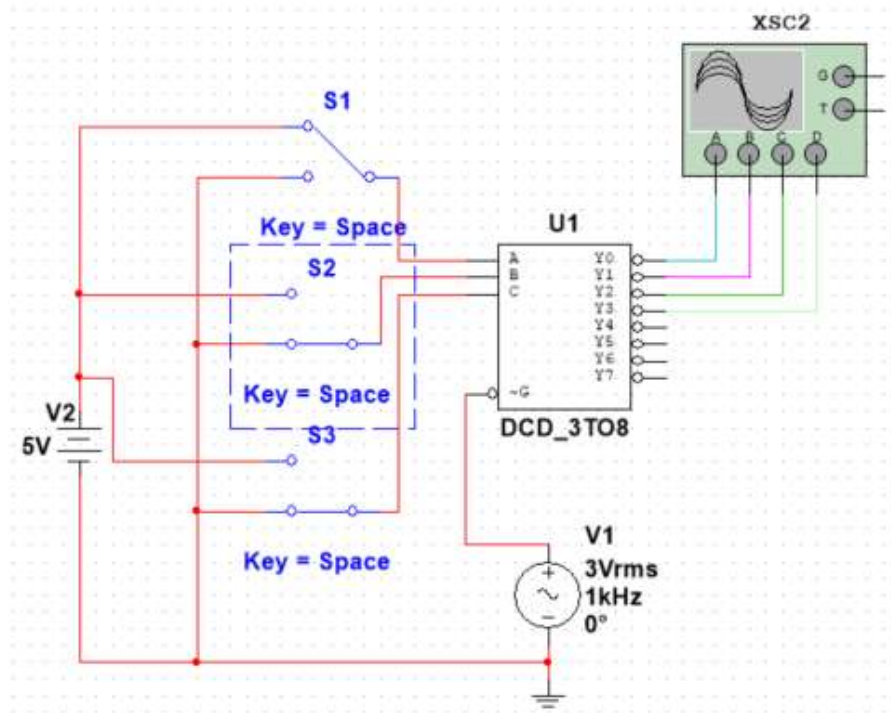 XSC2
G
T
A B C D
S1
Key = Space
U1
S2
A Y0
B Y1
C Y2
Y3
Y4
Y5
Y6
Y7
Key = Space
~G
V2
S3
DCD_3TO8
5V
V1
Key = Space
3Vrms
1kHz
0°